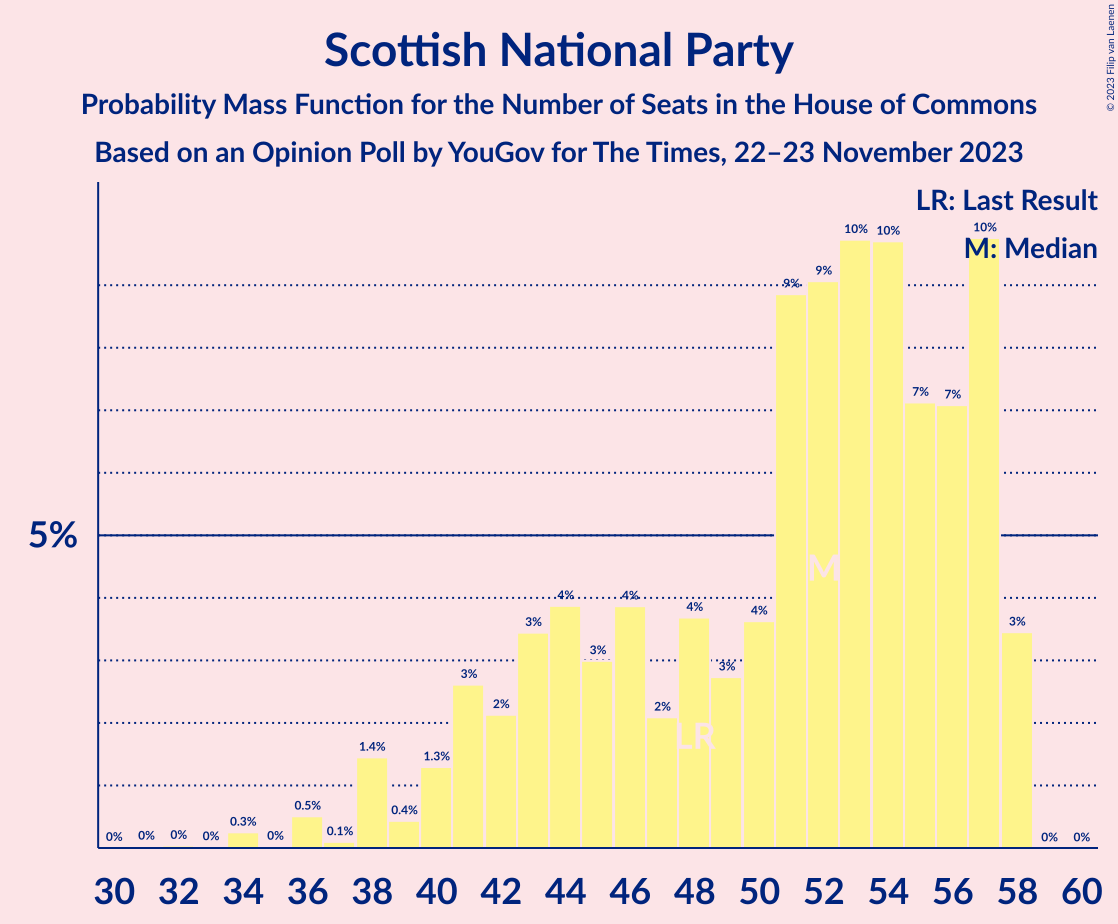 Scottish National Party
Probability Mass Function for the Number of Seats in the House of Commons
Based on an Opinion Poll by YouGov for The Times, 22–23 November 2023
© 2023 Filip van Laenen
LR: Last Result
M: Median
5%
0% 0% 0% 0% 0.3% 0% 0.5% 0.1% 1.4% 0.4% 1.3% 3% 2% 3% 4% 3% 4% 2% 4% 3% 4% 9% 9% 10% 10% 7% 7% 10% 3% 0% 0%
M
LR
30 32 34 36 38 40 42 44 46 48 50 52 54 56 58 60